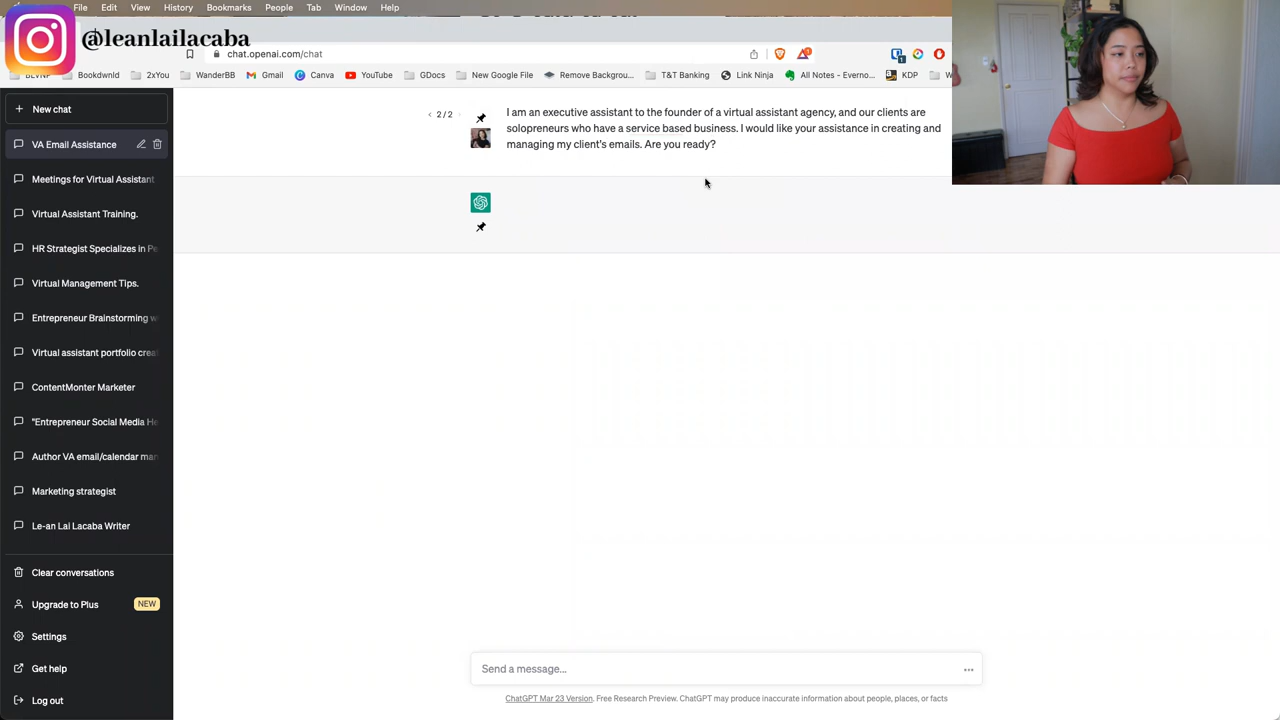 Edit
View
History
Bookmarks
People
Tab
Window
Help
@leanlailacaba
chat.openai.com/chat
1
1
Bookdwnld
2xYou
WanderBB
Gmail
Canva
YouTube
GDocs
New Google File
Remove Backgrou...
T&T Banking
Link Ninja
All Notes - Everno...
KDP
W
New chat
VA Email Assistance
Meetings for Virtual Assistant
Virtual Assistant Training.
HR Strategist Specializes in Pe
Virtual Management Tips.
Entrepreneur Brainstorming w
Virtual assistant portfolio crea
ContentMonter Marketer
"Entrepreneur Social Media He
Author VA email/calendar man
Marketing strategist
Le-an Lai Lacaba Writer
Clear conversations
Upgrade to Plus
NEW
Settings
Get help
Log out
< 2/2 >
I am an executive assistant to the founder of a virtual assistant agency, and our clients are
solopreneurs who have a service based business. I would like your assistance in creating and
managing my client's emails. Are you ready?
Send a message...
ChatGPT Mar 23 Version. Free Research Preview. ChatGPT may produce inaccurate information about people, places, or facts